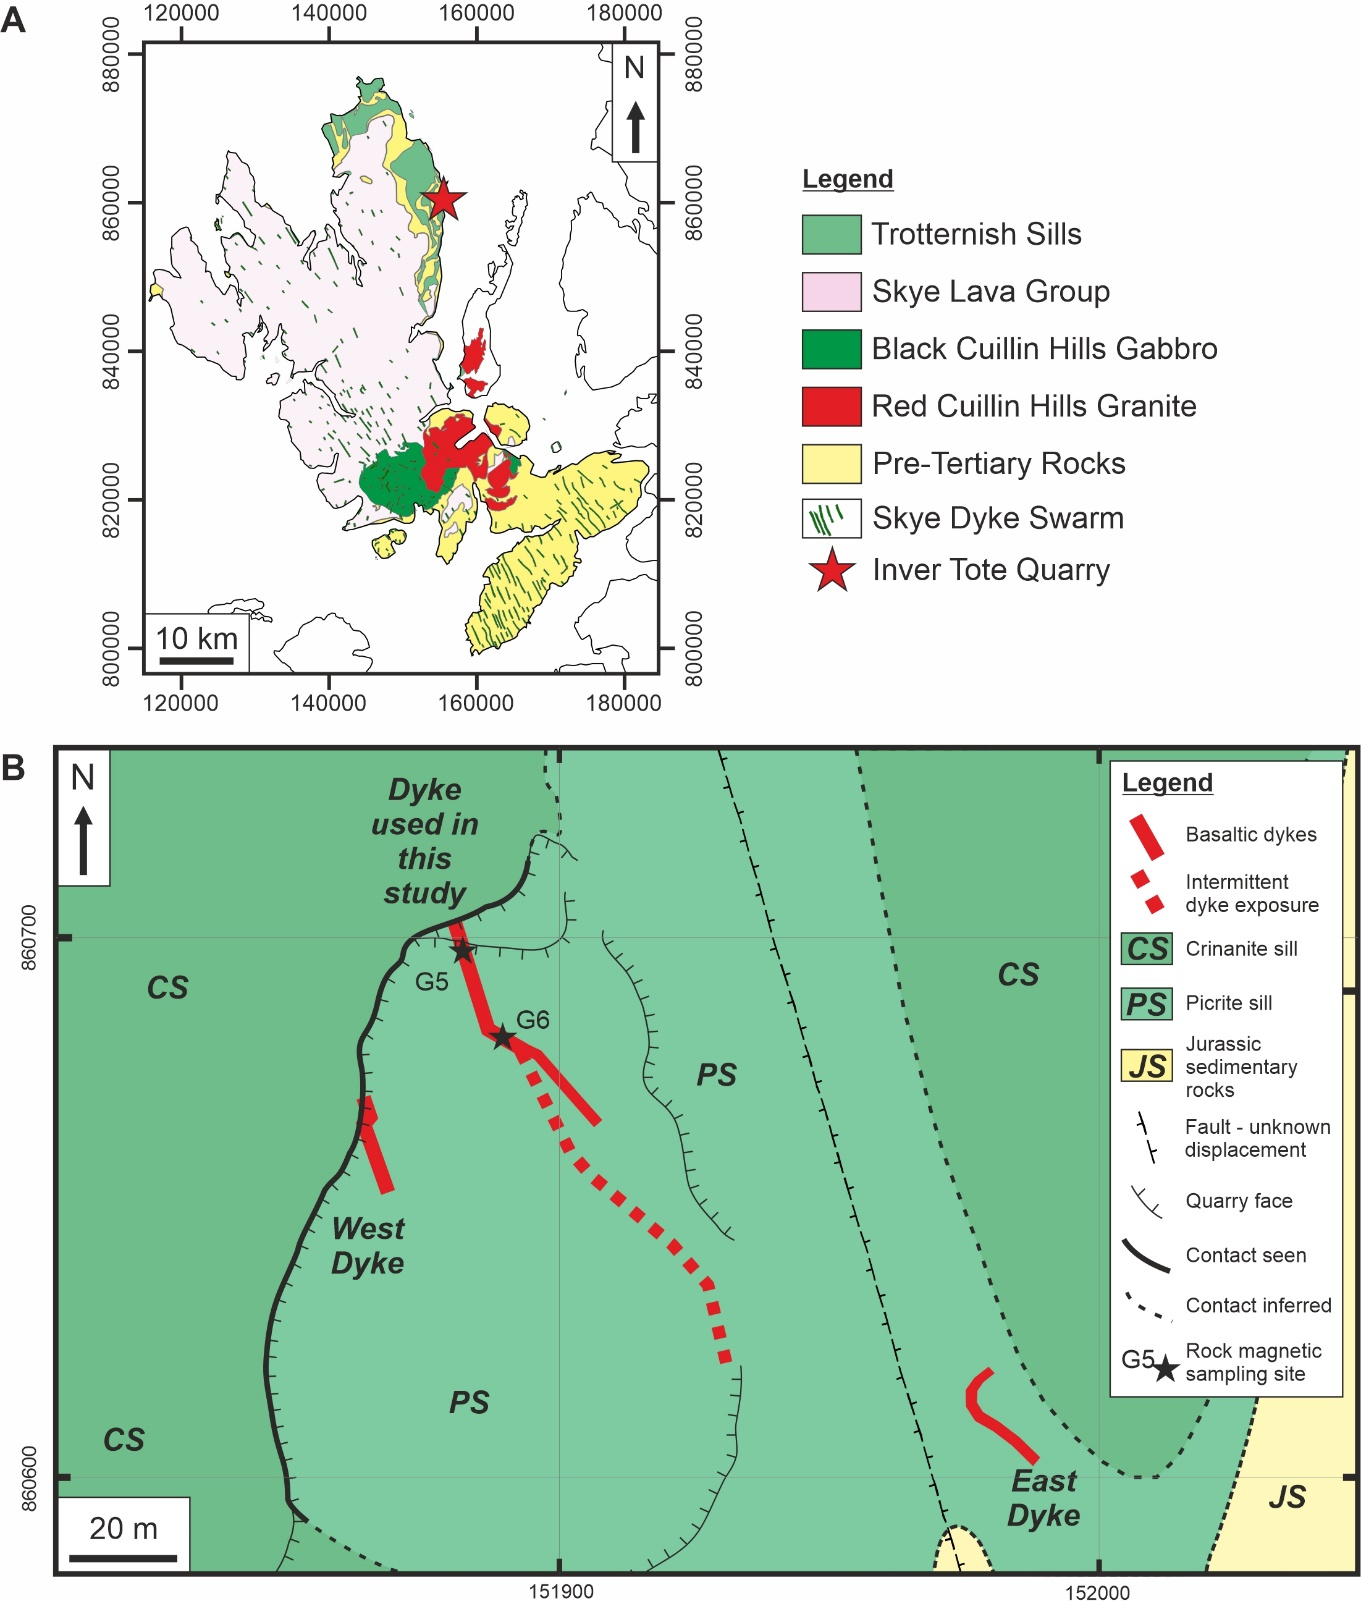 A
120000
140000
160000
180000
880000
860000
840000
820000
800000
880000
860000
840000
820000
800000
N
10 km
120000
140000
160000
180000
Legend
Trotternish Sills
Skye Lava Group
Black Cuillin Hills Gabbro
Red Cuillin Hills Granite
Pre-Tertiary Rocks
Skye Dyke Swarm
Inver Tote Quarry
B
N
Dyke
used in
this
study
860700
860600
CS
G5
G6
PS
CS
West
Dyke
PS
CS
East
Dyke
JS
20 m
151900
152000
Legend
Basaltic dykes
Intermittent
dyke exposure
CS Crinanite sill
PS Picrite sill
JS
Jurassic
sedimentary
rocks
Fault - unknown
displacement
Quarry face
Contact seen
Contact inferred
G5
Rock magnetic
sampling site